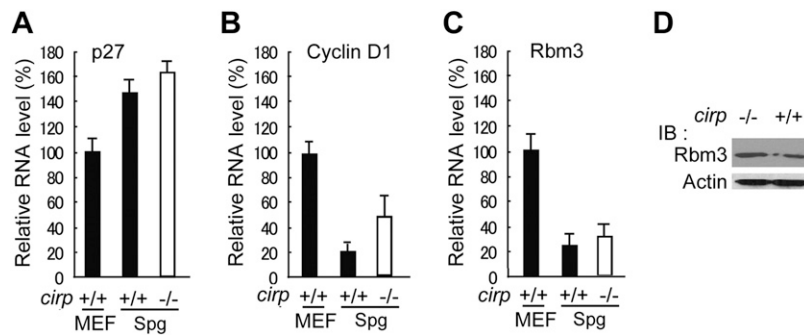 A
p27
Relative RNA level (%)
180
160
140
120
100
80
60
40
20
0
cirp +/+ +/+ -/-
MEF Spg
B
Cyclin D1
Relative RNA level (%)
180
160
140
120
100
80
60
40
20
0
+/+ +/+ -/-
MEF Spg
C
Rbm3
Relative RNA level (%)
180
160
140
120
100
80
60
40
20
0
+/+ +/+ -/-
MEF Spg
D
cirp -/- +/+
IB :
Rbm3
Actin